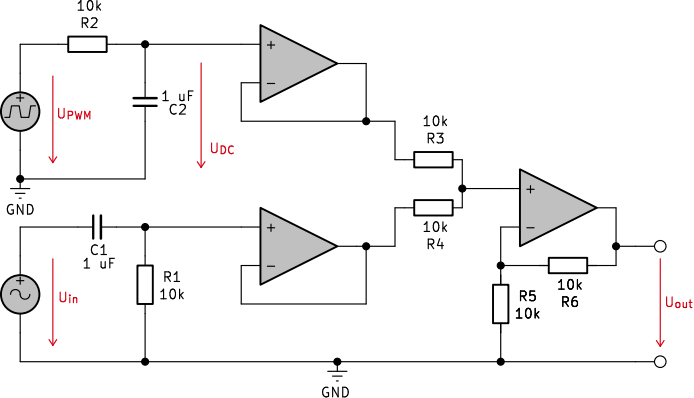 10k
R2
+
−
1 uF
C2
+
UPWM
UDC
10k
R3
GND
+
−
C1
1 uF
+
−
10k
R4
+
Uin
R1
10k
10k
R6
R5
10k
Uout
GND